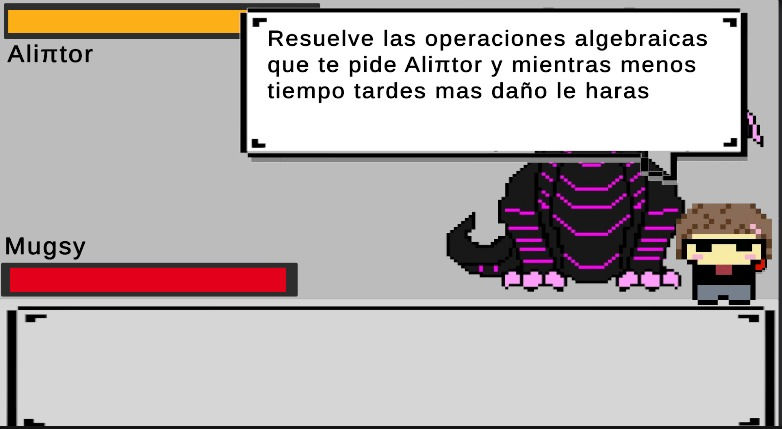 Resuelve las operaciones algebraicas
que te pide Aliπtor y mientras menos
tiempo tardes mas daño le haras
Aliπtor
Mugsy